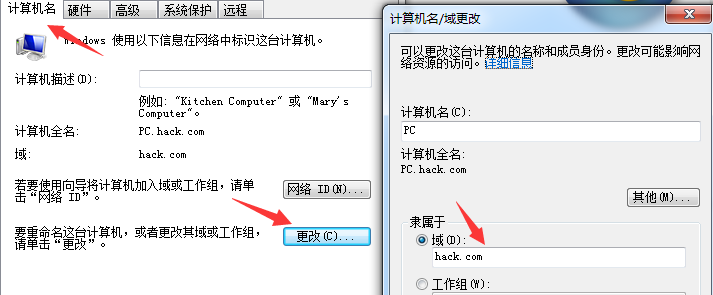 计算机名 硬件 高级 系统保护 远程
Windows 使用以下信息在网络中标识这台计算机。
计算机描述(D):
例如: "Kitchen Computer" 或 "Mary's
Computer"。
计算机全名: PC.hack.com
域: hack.com
若要使用向导将计算机加入域或工作组，请单
击“网络 ID”。
网络 ID(N)...
要重命名这台计算机，或者更改其域或工作组，
请单击“更改”。
更改(C)...
计算机名/域更改
可以更改这台计算机的名称和成员身份。更改可能影响网
络资源的访问。详细信息
计算机名(C):
PC
计算机全名:
PC.hack.com
其他(M)...
隶属于
域(D):
hack.com
工作组(W):